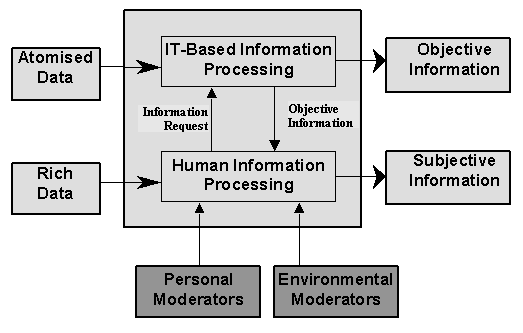 Atomised
Data
IT-Based Information
Processing
Objective
Information
Information
Request
Objective
Information
Rich
Data
Human Information
Processing
Subjective
Information
Personal
Moderators
Environmental
Moderators